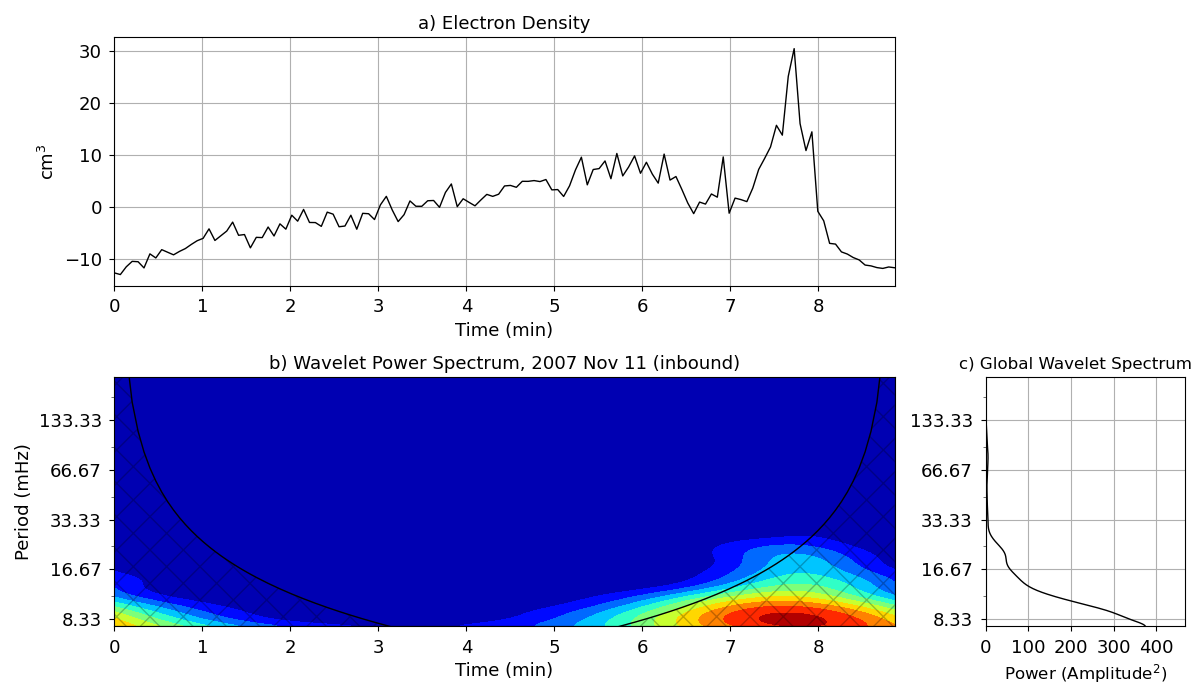 a) Electron Density
30
20
10
0
−10
cm³
0 1 2 3 4 5 6 7 8
Time (min)
b) Wavelet Power Spectrum, 2007 Nov 11 (inbound)
133.33
66.67
33.33
16.67
8.33
Period (mHz)
0 1 2 3 4 5 6 7 8
Time (min)
c) Global Wavelet Spectrum
133.33
66.67
33.33
16.67
8.33
0 100 200 300 400
Power (Amplitude²)